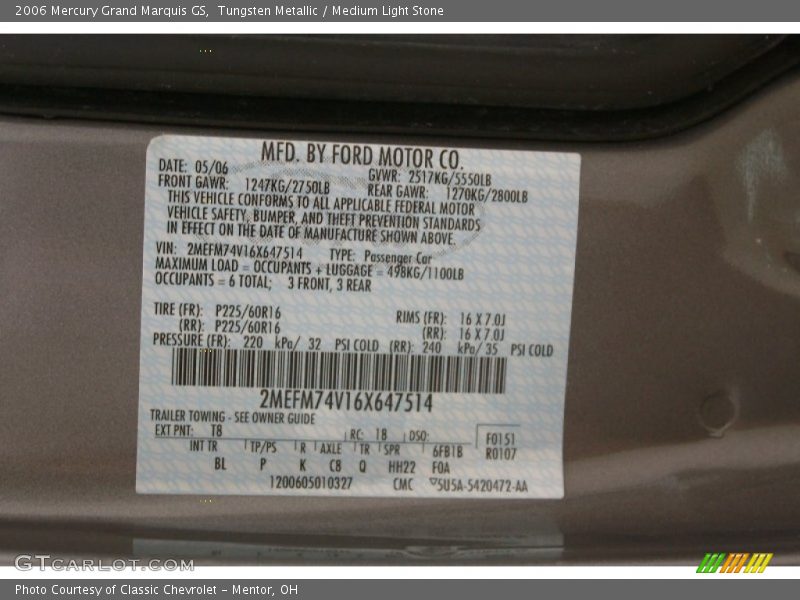 2006 Mercury Grand Marquis GS,  Tungsten Metallic / Medium Light Stone
MFD. BY FORD MOTOR CO.
DATE: 05/06 GVWR: 2517KG/5550LB
FRONT GAWR: 1247KG/2750LB REAR GAWR: 1270KG/2800LB
THIS VEHICLE CONFORMS TO ALL APPLICABLE FEDERAL MOTOR
VEHICLE SAFETY, BUMPER, AND THEFT PREVENTION STANDARDS
IN EFFECT ON THE DATE OF MANUFACTURE SHOWN ABOVE.
VIN: 2MEFM74V16X647514 TYPE: Passenger Car
MAXIMUM LOAD = OCCUPANTS + LUGGAGE = 498KG/1100LB
OCCUPANTS = 6 TOTAL; 3 FRONT, 3 REAR
TIRE (FR): P225/60R16 RIMS (FR): 16 X 7.0J
(RR): P225/60R16 (RR): 16 X 7.0J
PRESSURE (FR): 220 kPa/ 32 PSI COLD (RR): 240 kPa/ 35 PSI COLD
2MEFM74V16X647514
TRAILER TOWING - SEE OWNER GUIDE
EXT PNT: T8 RC: 18 DSO: F0151
INT TR TP/PS R AXLE TR SPR 6FB1B R0107
BL P K C8 Q HH22 F0A
1200605010327 CMC 5U5A-5420472-AA
GTCARLOT.COM
Photo Courtesy of Classic Chevrolet - Mentor, OH